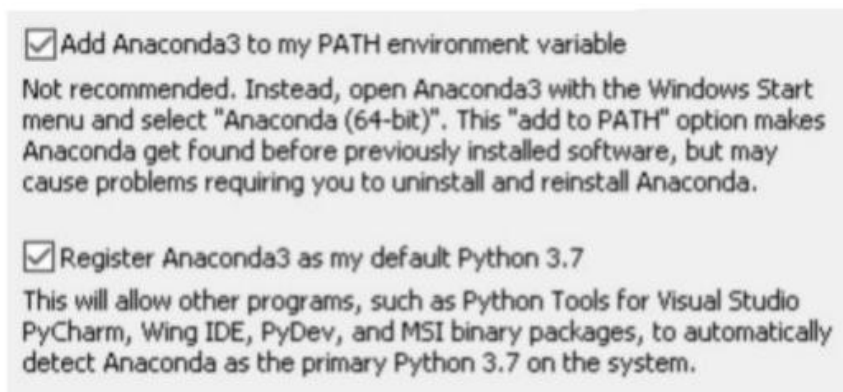 Add Anaconda3 to my PATH environment variable
Not recommended. Instead, open Anaconda3 with the Windows Start
menu and select "Anaconda (64-bit)". This "add to PATH" option makes
Anaconda get found before previously installed software, but may
cause problems requiring you to uninstall and reinstall Anaconda.
Register Anaconda3 as my default Python 3.7
This will allow other programs, such as Python Tools for Visual Studio
PyCharm, Wing IDE, PyDev, and MSI binary packages, to automatically
detect Anaconda as the primary Python 3.7 on the system.